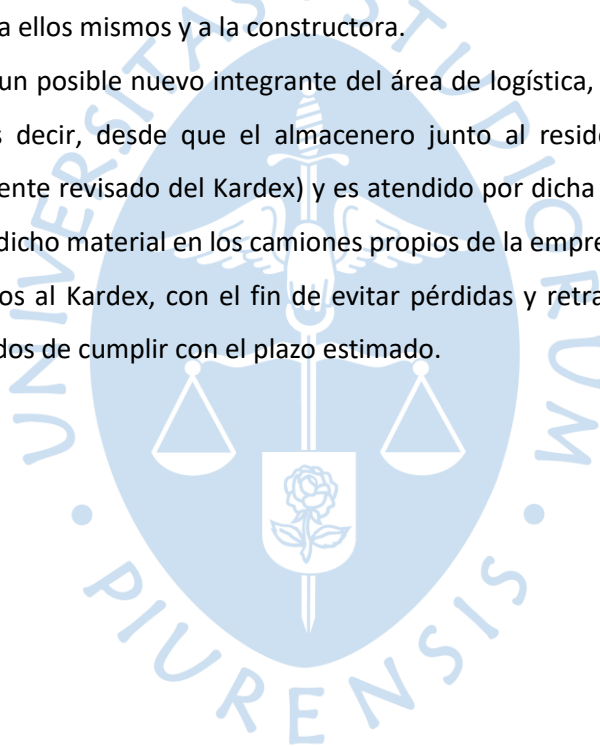 a ellos mismos y a la constructora.
un posible nuevo integrante del área de logística,
decir, desde que el almacenero junto al resid
ente revisado del Kardex) y es atendido por dicha
dicho material en los camiones propios de la empre
os al Kardex, con el fin de evitar pérdidas y retra
dos de cumplir con el plazo estimado.
UNIVERSITAS STUDIORUM
PIURENSIS